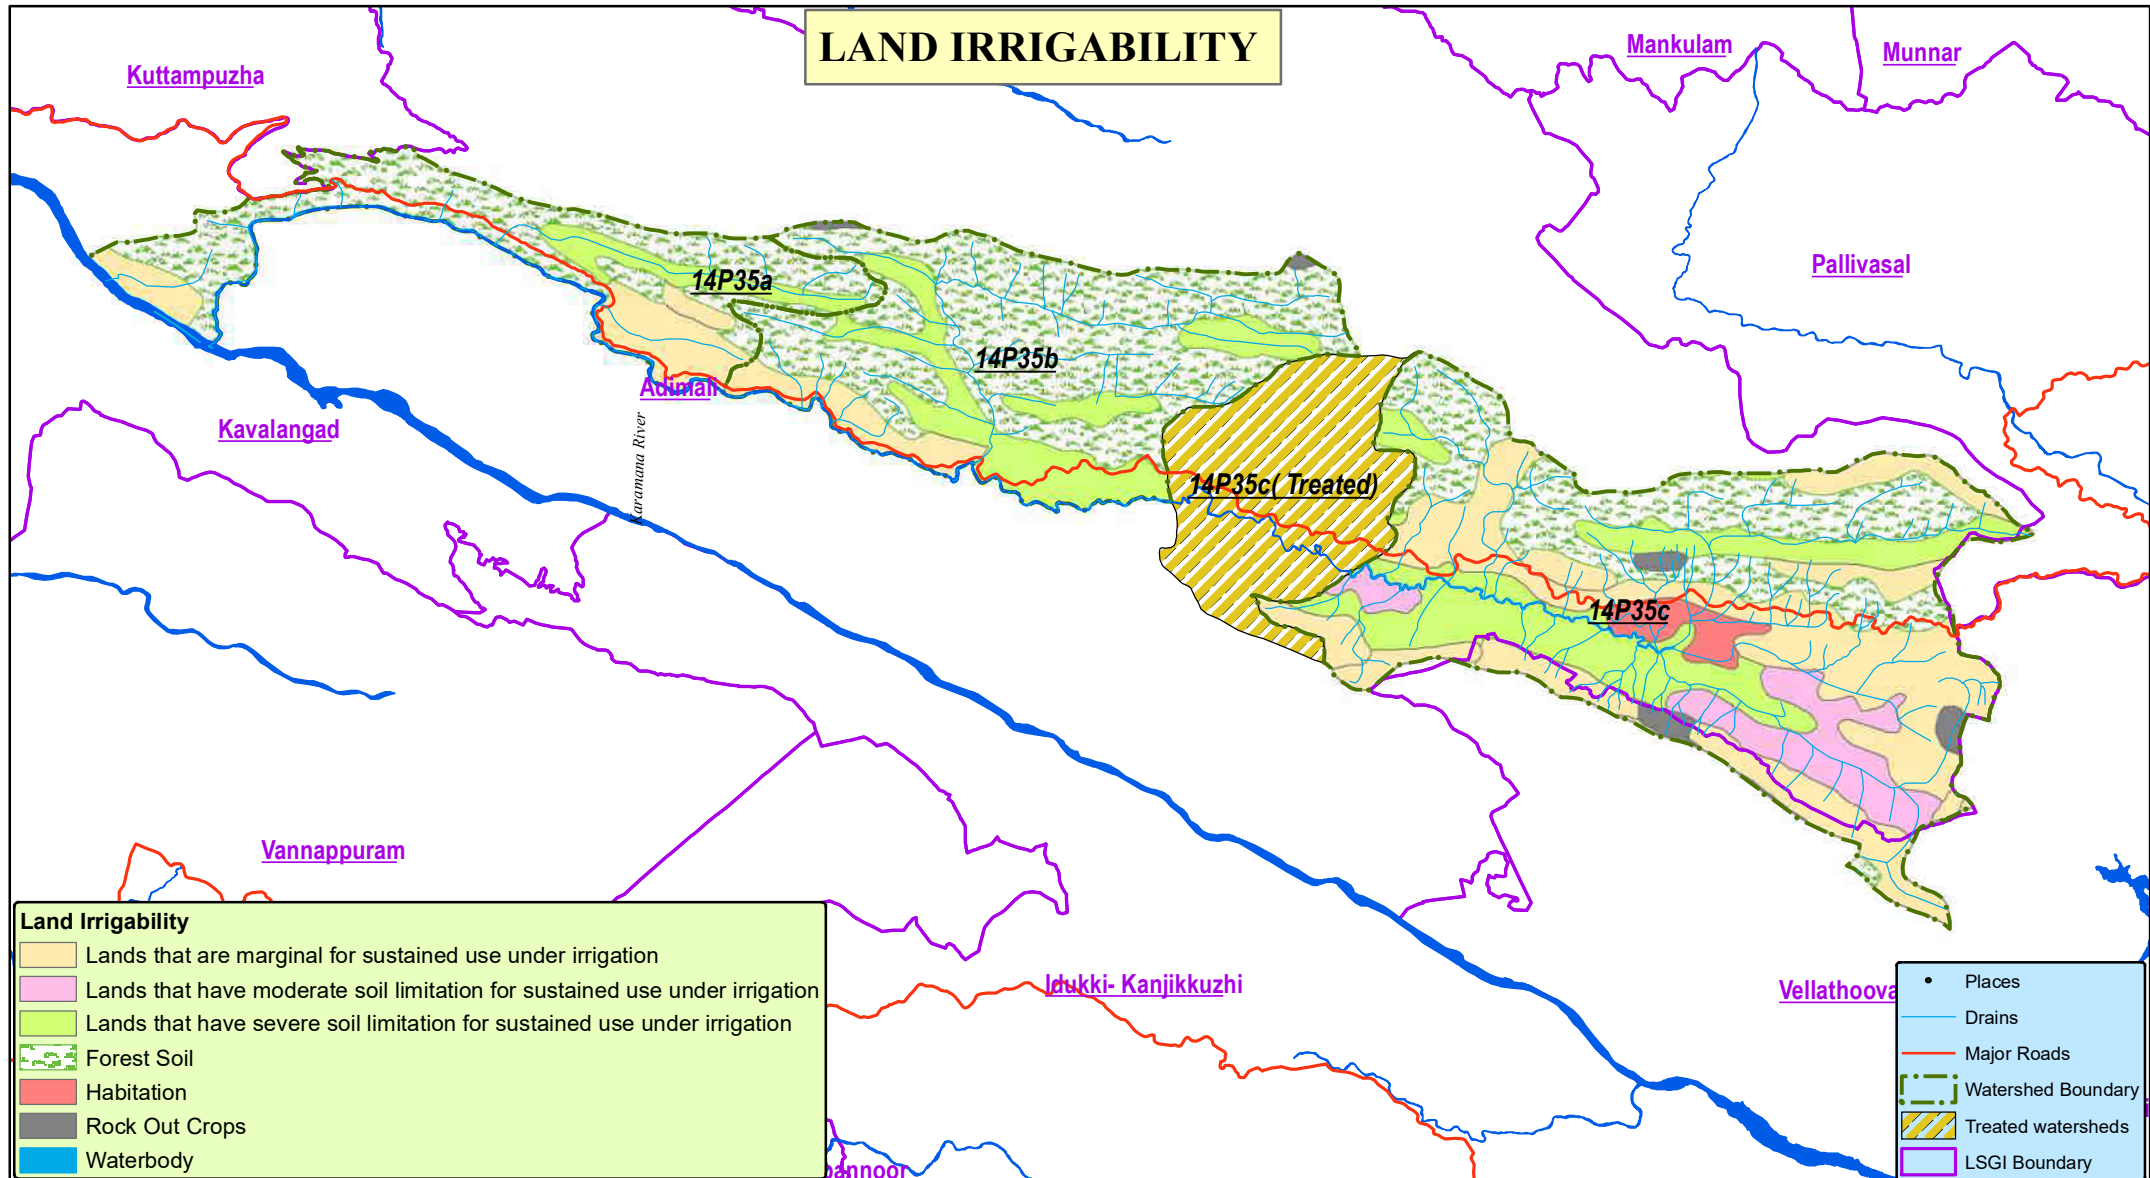 LAND IRRIGABILITY
Kuttampuzha
Mankulam
Munnar
Pallivasal
14P35a
14P35b
Adimali
Kavalangad
Karamana River
14P35c( Treated)
14P35c
Vannappuram
Idukki- Kanjikkuzhi
Vellathoova
Land Irrigability
Lands that are marginal for sustained use under irrigation
Lands that have moderate soil limitation for sustained use under irrigation
Lands that have severe soil limitation for sustained use under irrigation
Forest Soil
Habitation
Rock Out Crops
Waterbody
Places
Drains
Major Roads
Watershed Boundary
Treated watersheds
LSGI Boundary